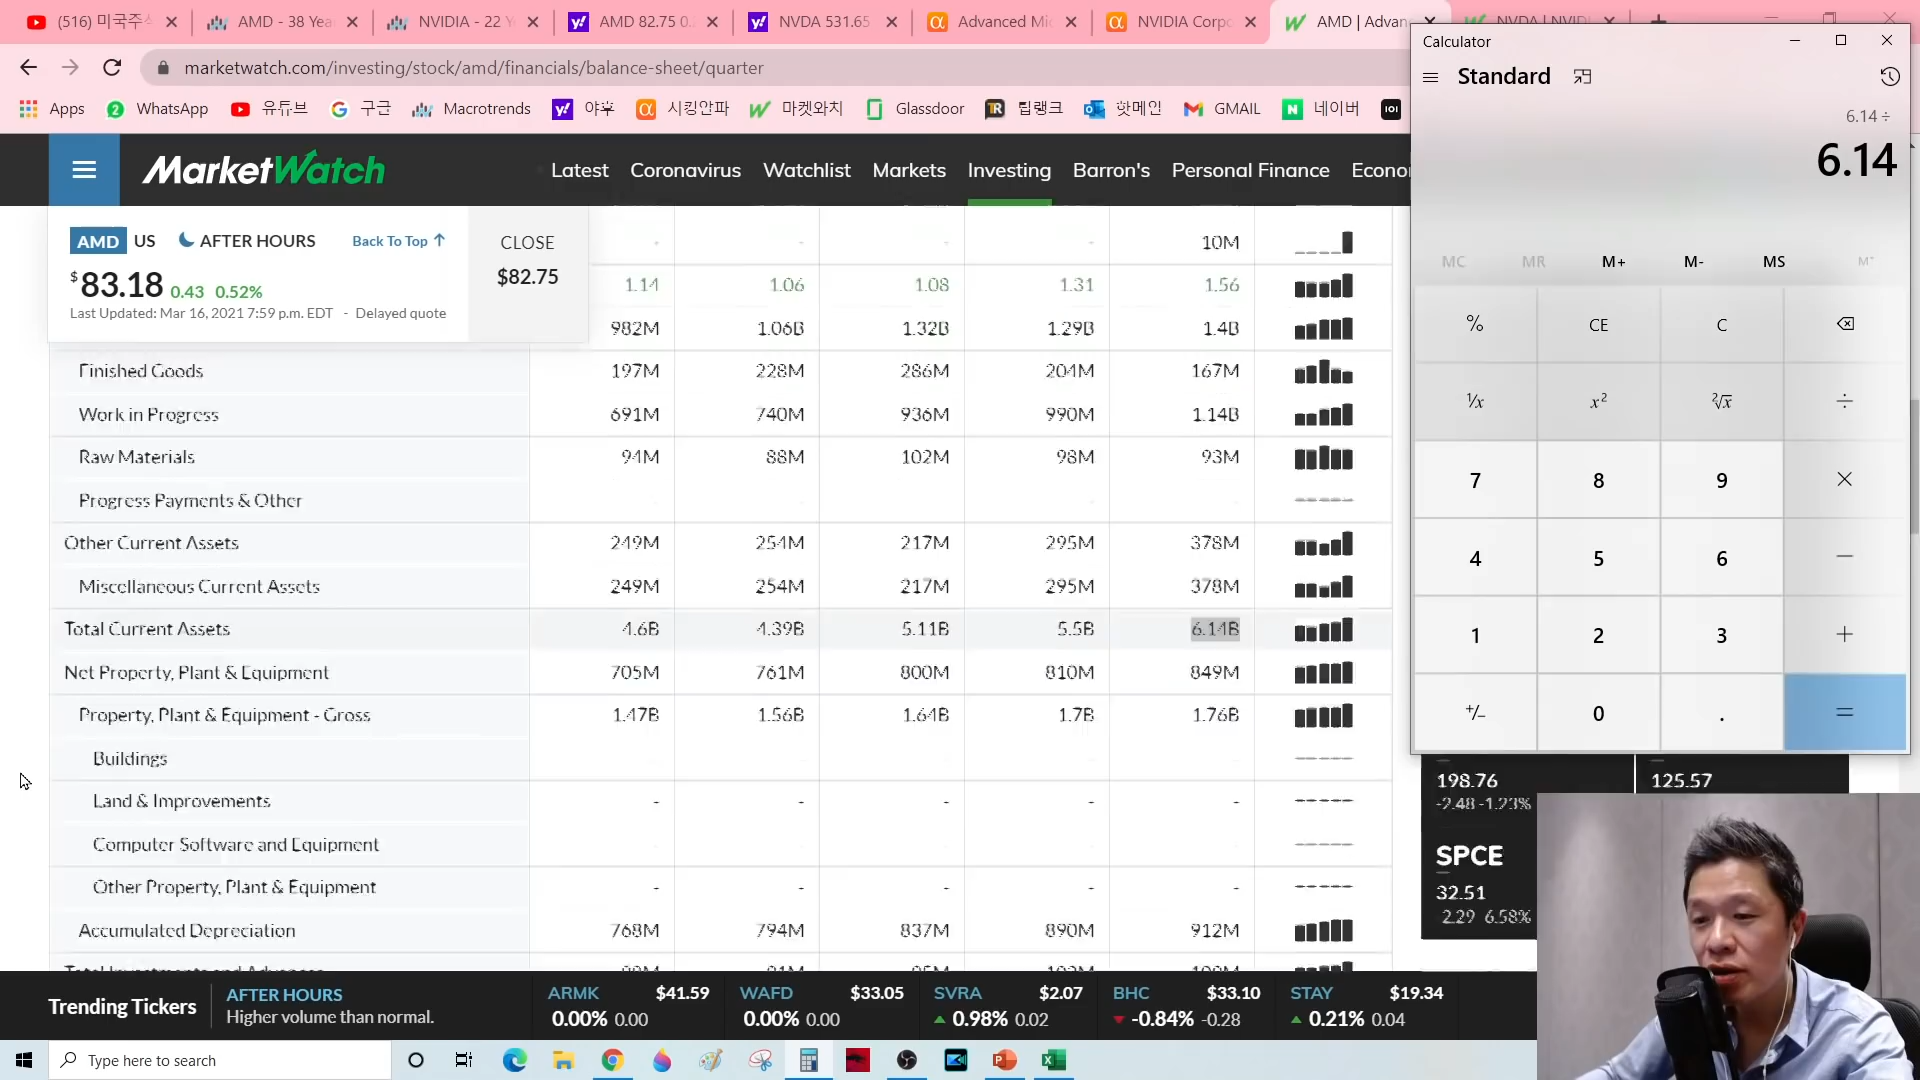 (516) 미국주식
AMD - 38 Yea
NVIDIA - 22 Y
AMD 82.75 0.
NVDA 531.65
Advanced Mic
NVIDIA Corpo
AMD | Advan
NVDA | NVIDI
marketwatch.com/investing/stock/amd/financials/balance-sheet/quarter
Apps
WhatsApp
유튜브
구글
Macrotrends
야후
시킹알파
마켓와치
Glassdoor
팁랭크
핫메일
GMAIL
네이버
Calculator
Standard
6.14 ÷
6.14
MC MR M+ M- MS
% CE C
¹/x x² ²√x ÷
7 8 9 ×
4 5 6 −
1 2 3 +
+/− 0 . =
MarketWatch
Latest Coronavirus Watchlist Markets Investing Barron's Personal Finance Econo
AMD US AFTER HOURS Back To Top
$83.18 0.43 0.52%
Last Updated: Mar 16, 2021 7:59 p.m. EDT - Delayed quote
CLOSE
$82.75
- - - - 10M
1.14 1.06 1.08 1.31 1.56
982M 1.06B 1.32B 1.29B 1.4B
Finished Goods 197M 228M 286M 204M 167M
Work in Progress 691M 740M 936M 990M 1.14B
Raw Materials 94M 88M 102M 98M 93M
Progress Payments & Other
Other Current Assets 249M 254M 217M 295M 378M
Miscellaneous Current Assets 249M 254M 217M 295M 378M
Total Current Assets 4.6B 4.39B 5.11B 5.5B 6.14B
Net Property, Plant & Equipment 705M 761M 800M 810M 849M
Property, Plant & Equipment - Gross 1.47B 1.56B 1.64B 1.7B 1.76B
Buildings
Land & Improvements - - - - -
Computer Software and Equipment
Other Property, Plant & Equipment - - - - -
Accumulated Depreciation 768M 794M 837M 890M 912M
Total Investments and Advances
198.76
-2.48 -1.23%
125.57
SPCE
32.51
2.29 6.58%
Trending Tickers
AFTER HOURS
Higher volume than normal.
ARMK $41.59
0.00% 0.00
WAFD $33.05
0.00% 0.00
SVRA $2.07
0.98% 0.02
BHC $33.10
-0.84% -0.28
STAY $19.34
0.21% 0.04
Type here to search